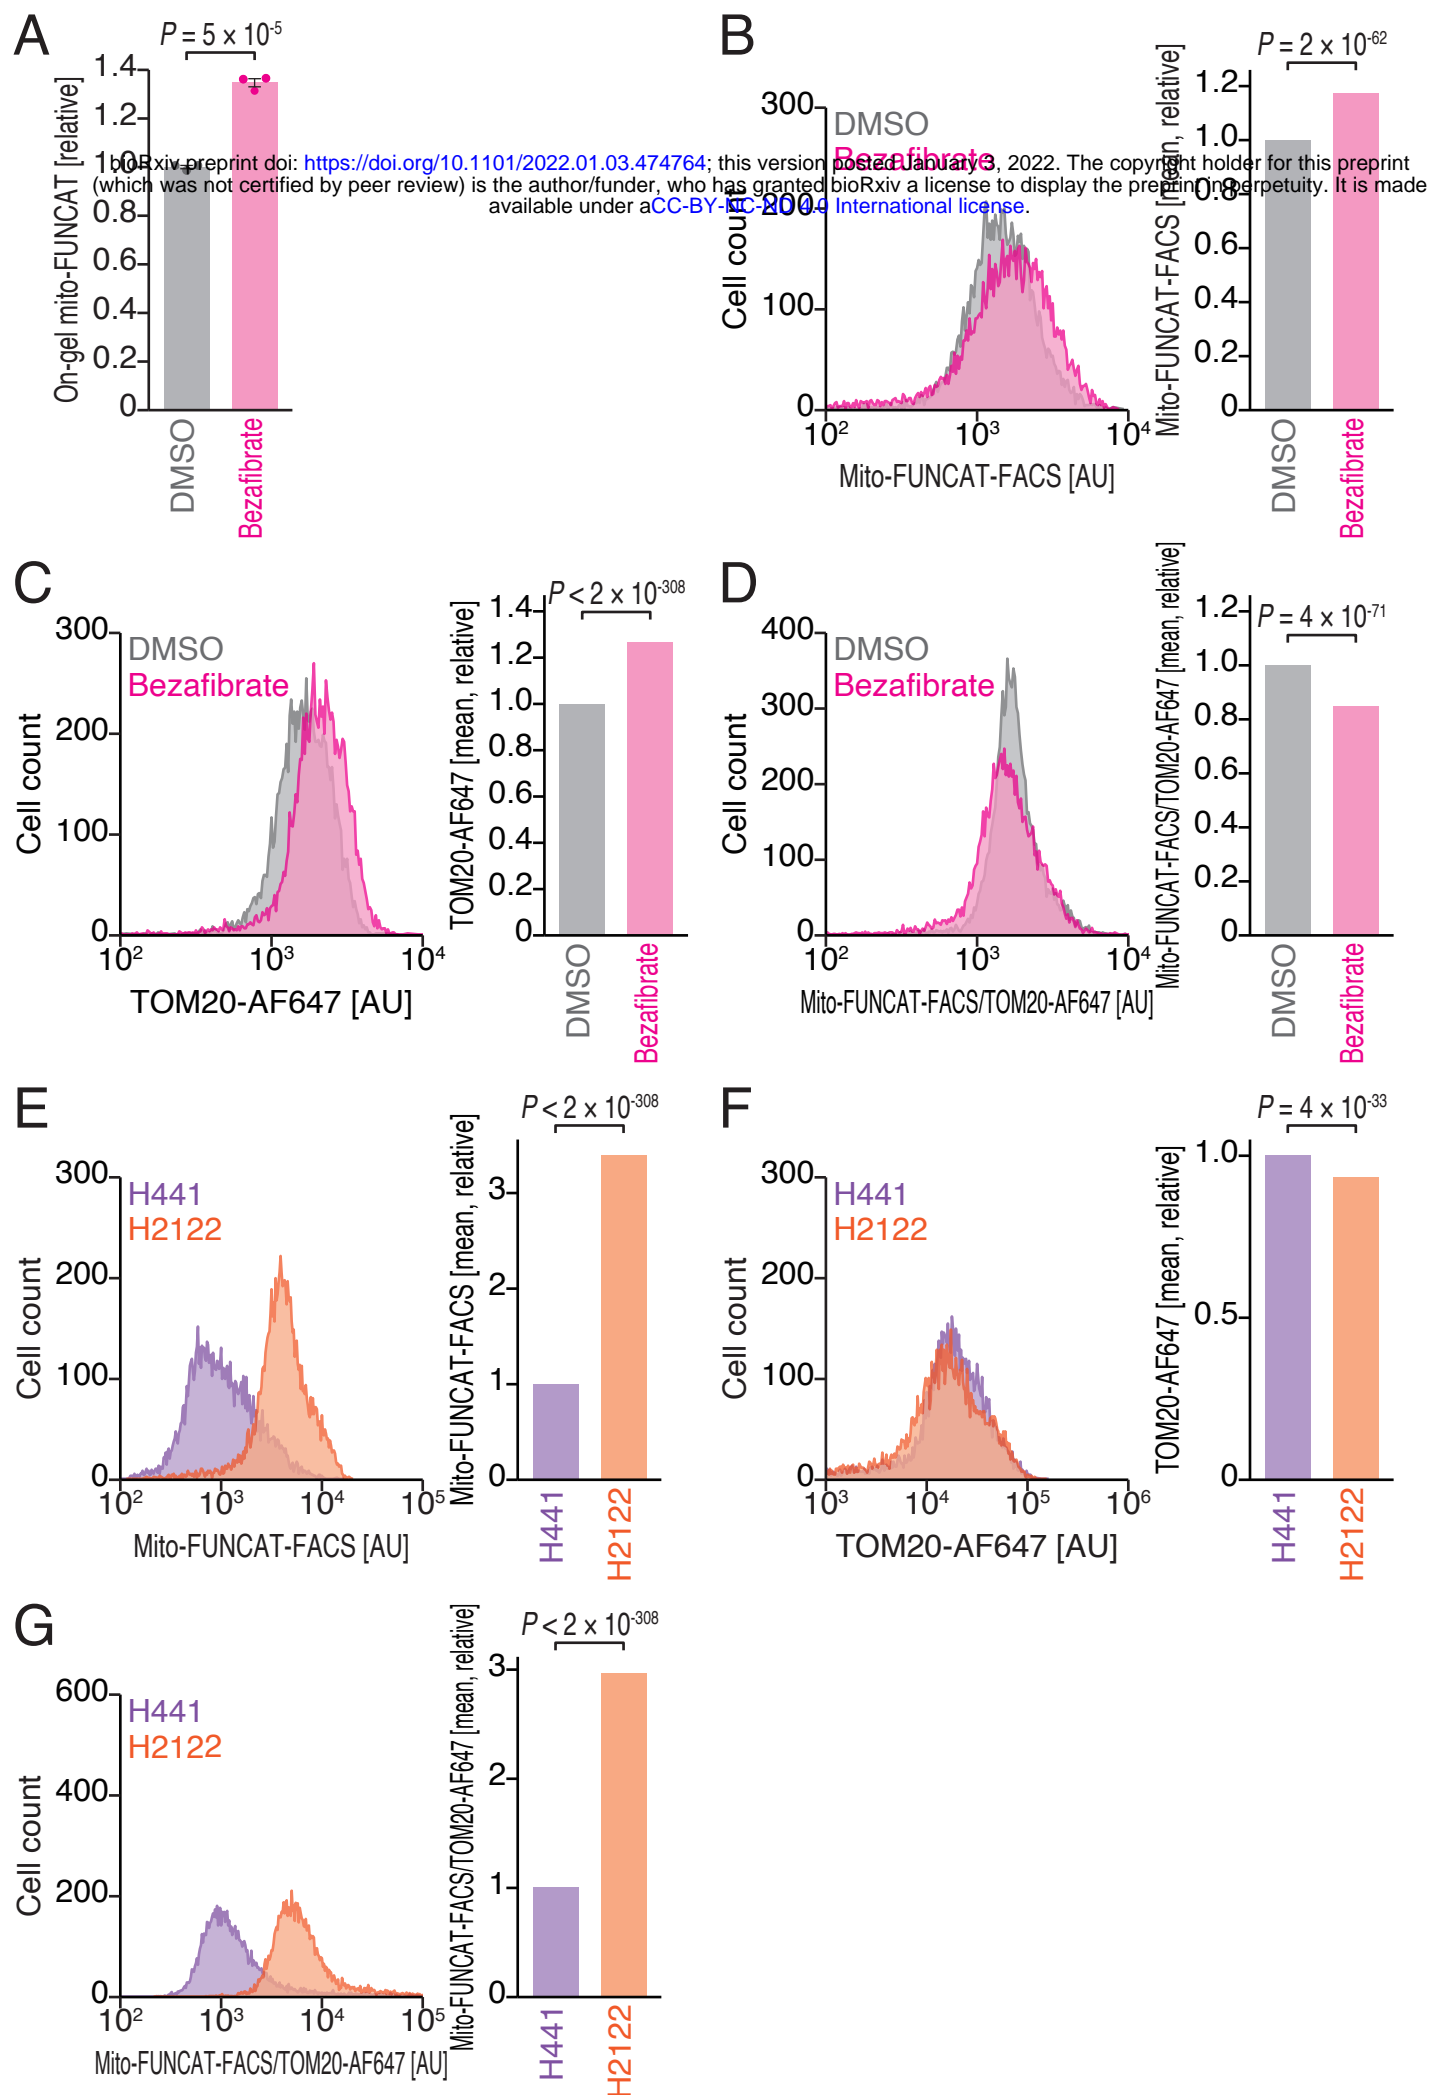 A
P = 5 × 10-5
On-gel mito-FUNCAT [relative]
1.4
1.2
1.0
0.8
0.6
0.4
0.2
0
DMSO
Bezafibrate
B
300
200
100
0
Cell count
DMSO
Bezafibrate
10² 10³ 10⁴
Mito-FUNCAT-FACS [AU]
P = 2 × 10-62
Mito-FUNCAT-FACS [mean, relative]
1.2
1.0
0.8
0.6
0.4
0.2
0
DMSO
Bezafibrate
bioRxiv preprint doi: https://doi.org/10.1101/2022.01.03.474764; this version posted January 3, 2022. The copyright holder for this preprint
(which was not certified by peer review) is the author/funder, who has granted bioRxiv a license to display the preprint in perpetuity. It is made
available under aCC-BY-NC-ND 4.0 International license.
C
300
200
100
0
Cell count
DMSO
Bezafibrate
10² 10³ 10⁴
TOM20-AF647 [AU]
P < 2 × 10-308
TOM20-AF647 [mean, relative]
1.4
1.2
1.0
0.8
0.6
0.4
0.2
0
DMSO
Bezafibrate
D
400
300
200
100
0
Cell count
DMSO
Bezafibrate
10² 10³ 10⁴
Mito-FUNCAT-FACS/TOM20-AF647 [AU]
P = 4 × 10-71
Mito-FUNCAT-FACS/TOM20-AF647 [mean, relative]
1.2
1.0
0.8
0.6
0.4
0.2
0
DMSO
Bezafibrate
E
300
200
100
0
Cell count
H441
H2122
10² 10³ 10⁴ 10⁵
Mito-FUNCAT-FACS [AU]
P < 2 × 10-308
Mito-FUNCAT-FACS [mean, relative]
3
2
1
0
H441
H2122
F
300
200
100
0
Cell count
H441
H2122
10³ 10⁴ 10⁵ 10⁶
TOM20-AF647 [AU]
P = 4 × 10-33
TOM20-AF647 [mean, relative]
1.0
0.5
0
H441
H2122
G
600
400
200
0
Cell count
H441
H2122
10² 10³ 10⁴ 10⁵
Mito-FUNCAT-FACS/TOM20-AF647 [AU]
P < 2 × 10-308
Mito-FUNCAT-FACS/TOM20-AF647 [mean, relative]
3
2
1
0
H441
H2122